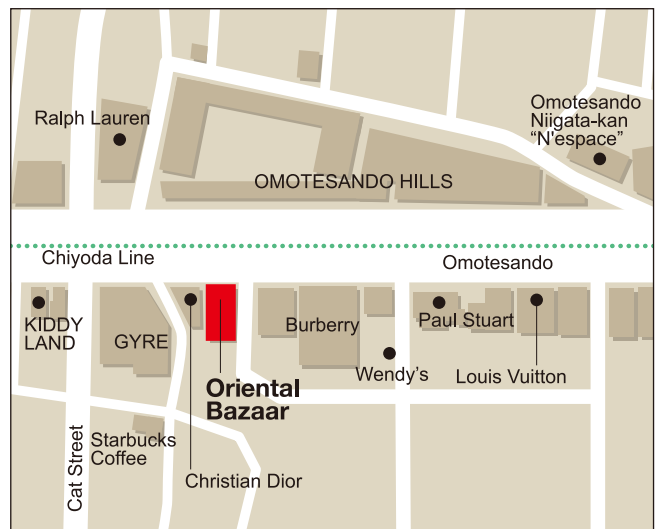 Ralph Lauren
Omotesando
Niigata-kan
“N'espace”
OMOTESANDO HILLS
Chiyoda Line
Omotesando
KIDDY
LAND
GYRE
Burberry
Paul Stuart
Wendy's
Louis Vuitton
Oriental
Bazaar
Starbucks
Coffee
Cat Street
Christian Dior